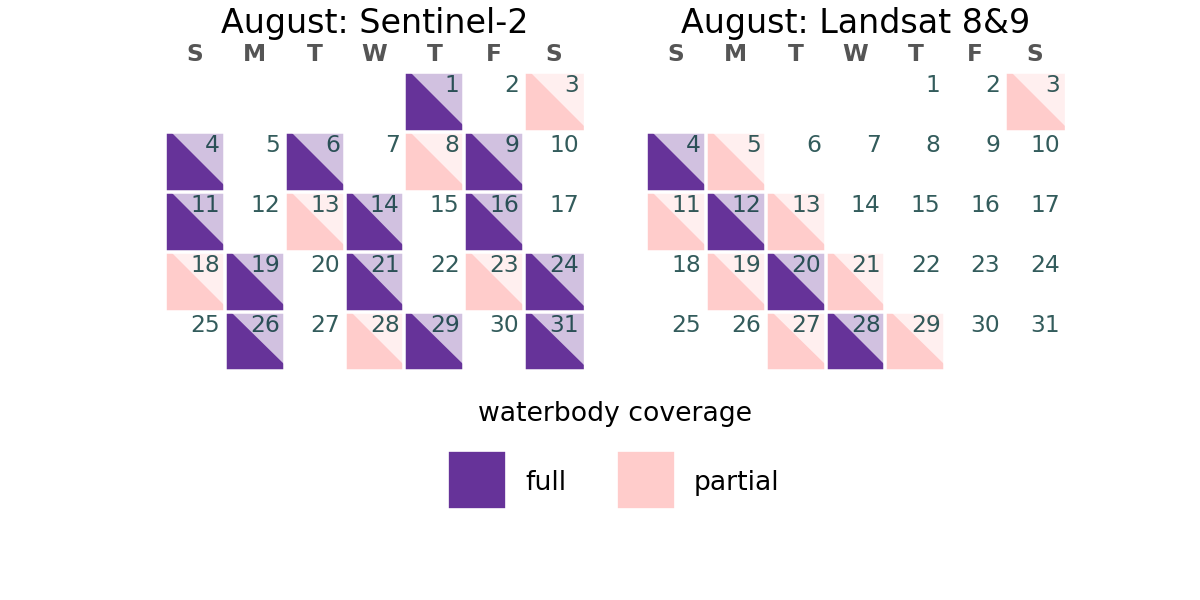 August: Sentinel-2
S M T W T F S
1 2 3
4 5 6 7 8 9 10
11 12 13 14 15 16 17
18 19 20 21 22 23 24
25 26 27 28 29 30 31
August: Landsat 8&9
S M T W T F S
1 2 3
4 5 6 7 8 9 10
11 12 13 14 15 16 17
18 19 20 21 22 23 24
25 26 27 28 29 30 31
waterbody coverage
full partial